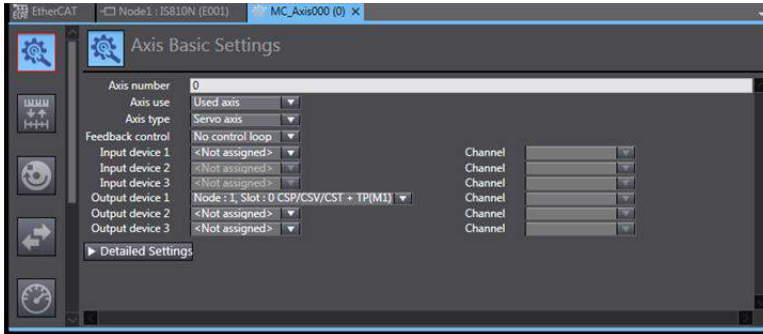 EtherCAT Node1 : IS810N (E001) MC_Axis000 (0)
Axis Basic Settings
Axis number 0
Axis use Used axis
Axis type Servo axis
Feedback control No control loop
Input device 1 <Not assigned> Channel
Input device 2 <Not assigned> Channel
Input device 3 <Not assigned> Channel
Output device 1 Node : 1, Slot : 0 CSP/CSV/CST + TP(M1) Channel
Output device 2 <Not assigned> Channel
Output device 3 <Not assigned> Channel
Detailed Settings